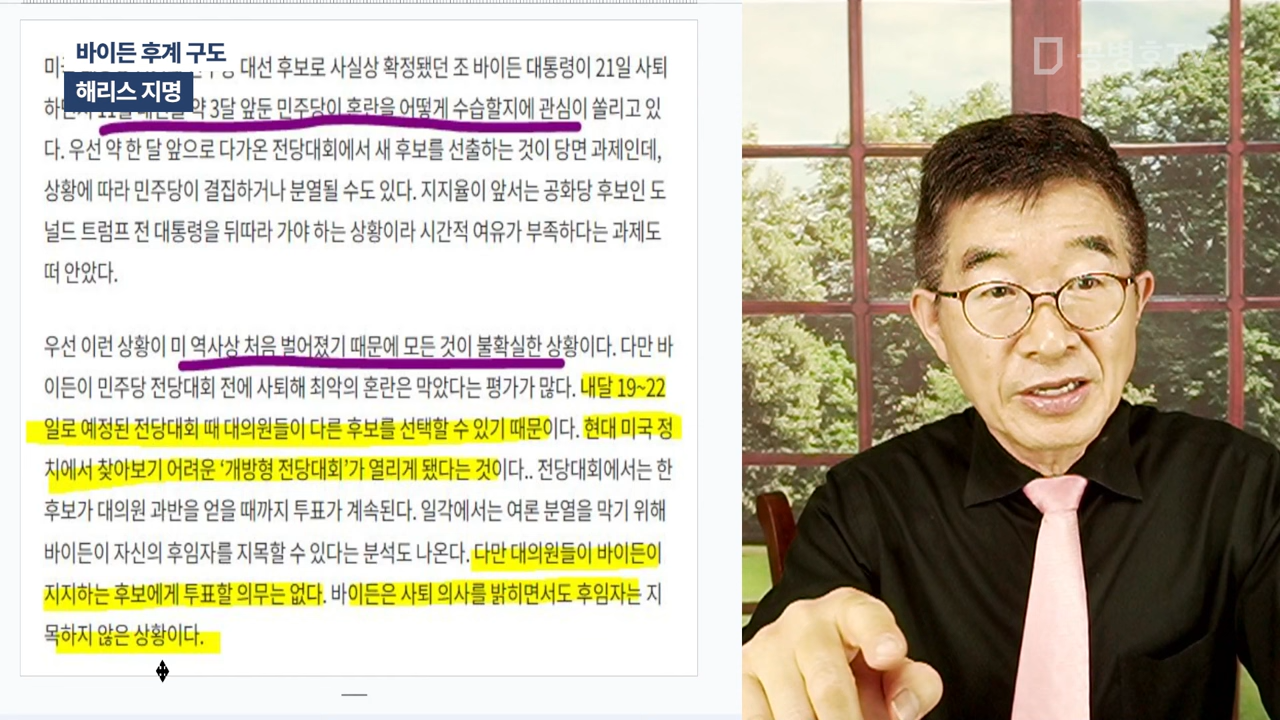 바이든 후계 구도
해리스 지명
대선 후보로 사실상 확정됐던 조 바이든 대통령이 21일 사퇴
약 3달 앞둔 민주당이 혼란을 어떻게 수습할지에 관심이 쏠리고 있
다. 우선 약 한 달 앞으로 다가온 전당대회에서 새 후보를 선출하는 것이 당면 과제인데,
상황에 따라 민주당이 결집하거나 분열될 수도 있다. 지지율이 앞서는 공화당 후보인 도
널드 트럼프 전 대통령을 뒤따라 가야 하는 상황이라 시간적 여유가 부족하다는 과제도
떠 안았다.
우선 이런 상황이 미 역사상 처음 벌어졌기 때문에 모든 것이 불확실한 상황이다. 다만 바
이든이 민주당 전당대회 전에 사퇴해 최악의 혼란은 막았다는 평가가 많다. 내달 19~22
일로 예정된 전당대회 때 대의원들이 다른 후보를 선택할 수 있기 때문이다. 현대 미국 정
치에서 찾아보기 어려운 ‘개방형 전당대회’가 열리게 됐다는 것이다.. 전당대회에서는 한
후보가 대의원 과반을 얻을 때까지 투표가 계속된다. 일각에서는 여론 분열을 막기 위해
바이든이 자신의 후임자를 지목할 수 있다는 분석도 나온다. 다만 대의원들이 바이든이
지지하는 후보에게 투표할 의무는 없다. 바이든은 사퇴 의사를 밝히면서도 후임자는 지
목하지 않은 상황이다.